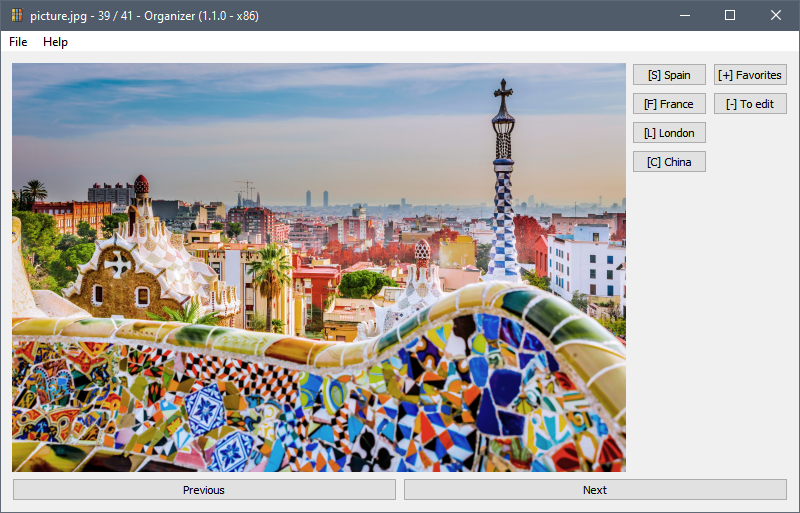 picture.jpg - 39 / 41 - Organizer (1.1.0 - x86)
File Help
[S] Spain [+] Favorites
[F] France [-] To edit
[L] London
[C] China
Previous Next